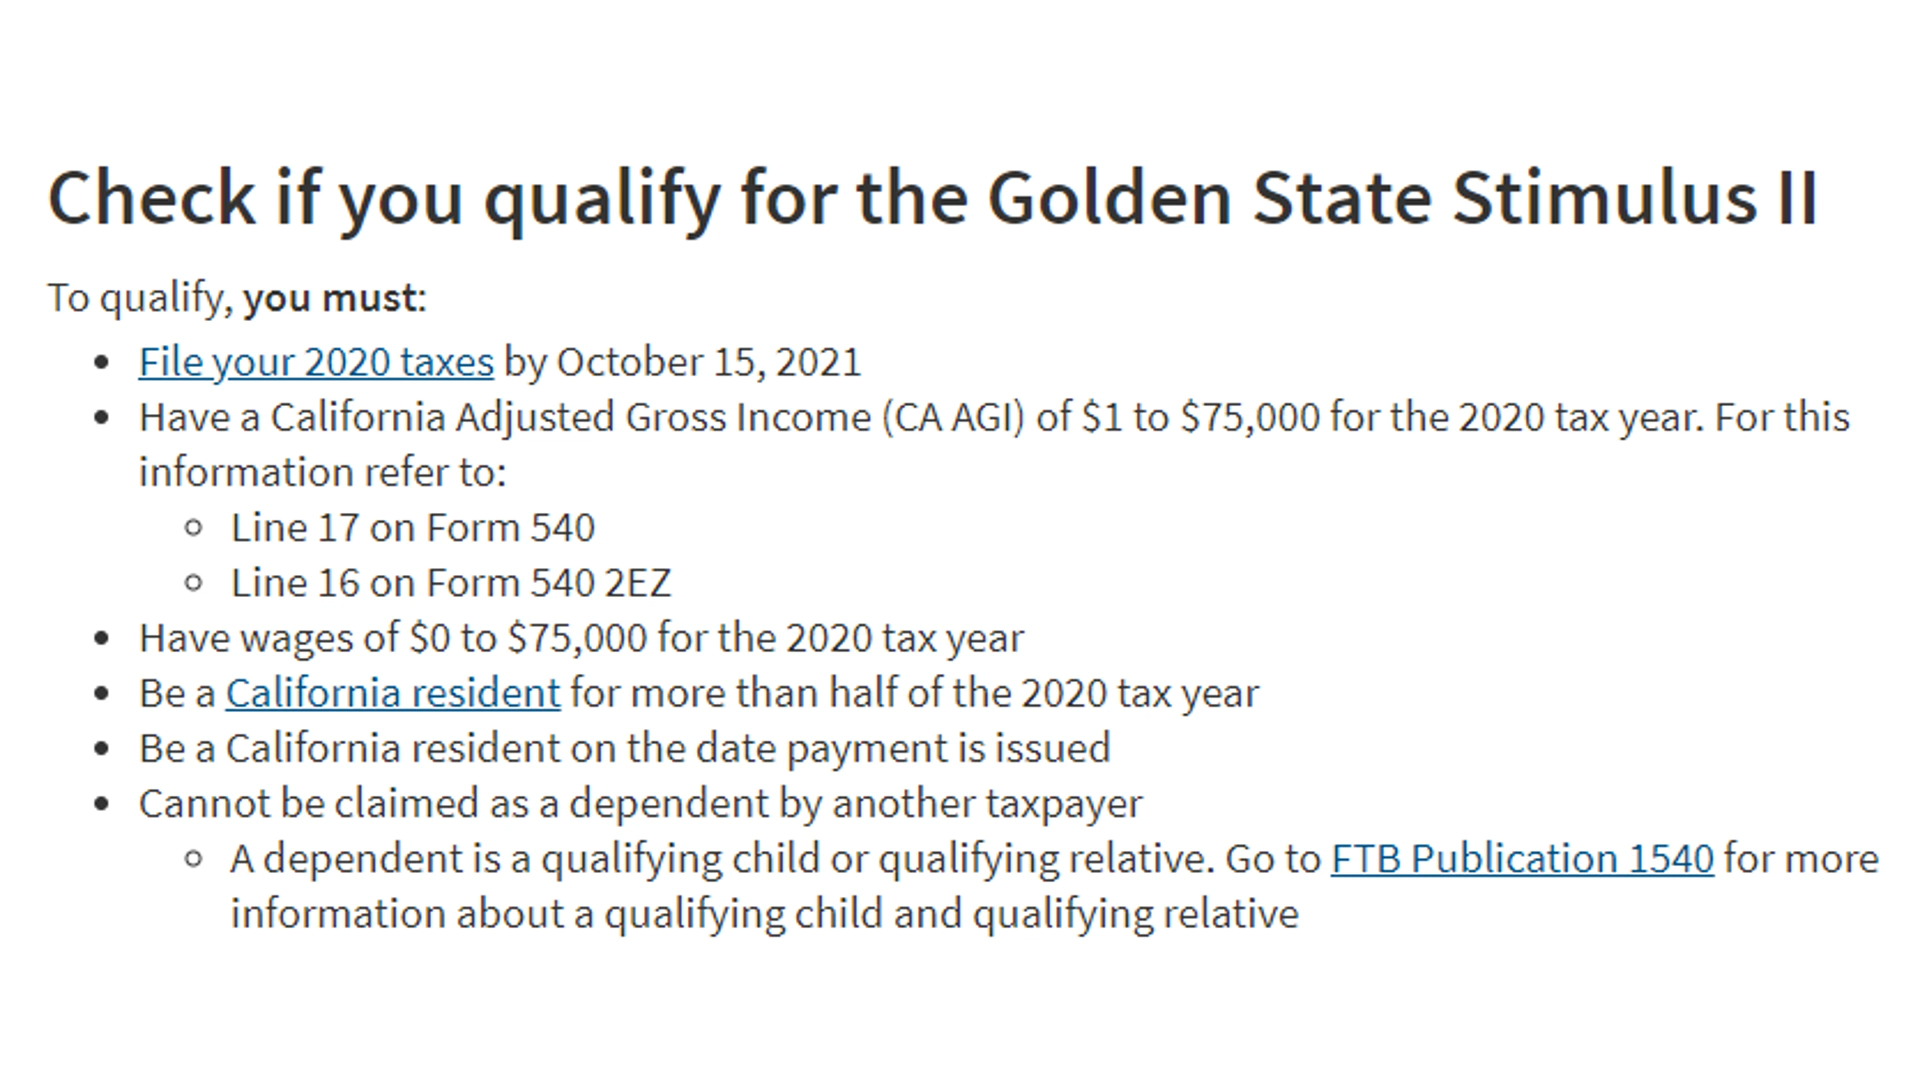 Check if you qualify for the Golden State Stimulus II
To qualify, you must:
File your 2020 taxes by October 15, 2021
Have a California Adjusted Gross Income (CA AGI) of $1 to $75,000 for the 2020 tax year. For this
information refer to:
Line 17 on Form 540
Line 16 on Form 540 2EZ
Have wages of $0 to $75,000 for the 2020 tax year
Be a California resident for more than half of the 2020 tax year
Be a California resident on the date payment is issued
Cannot be claimed as a dependent by another taxpayer
A dependent is a qualifying child or qualifying relative. Go to FTB Publication 1540 for more
information about a qualifying child and qualifying relative